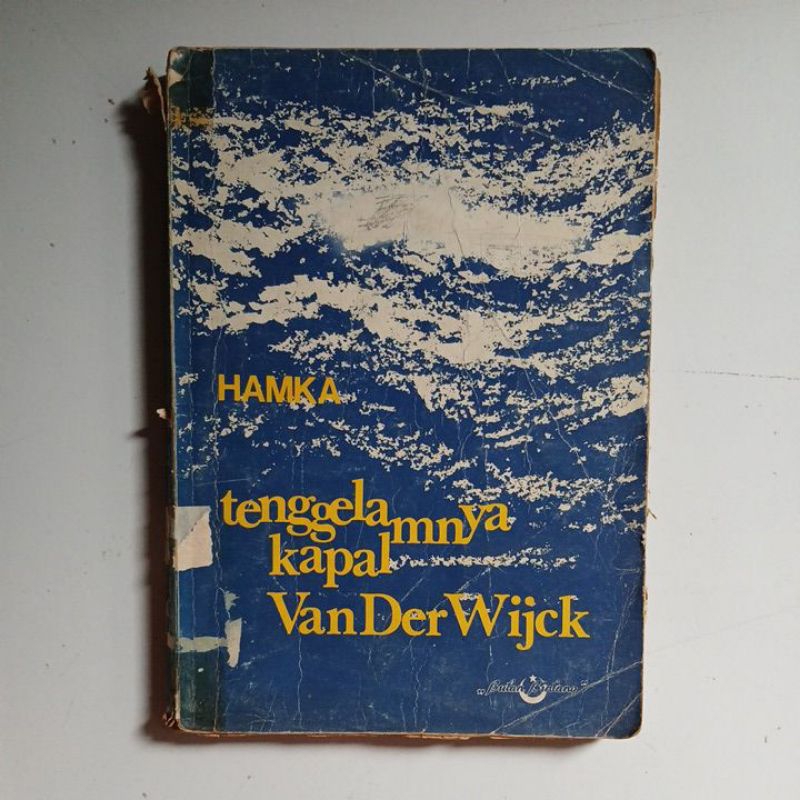 HAMKA
tenggelamnya
kapal
Van Der Wijck
„Bulan Bintang"